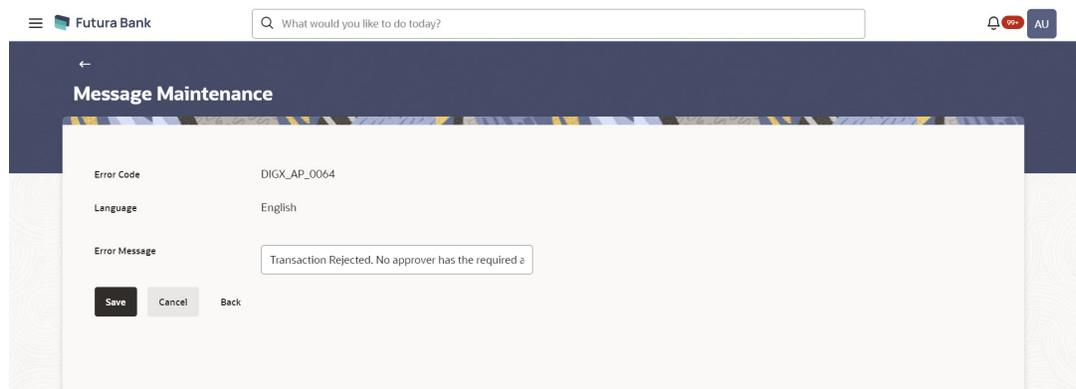 Futura Bank
What would you like to do today?
99+
AU
Message Maintenance
Error Code
DIGX_AP_0064
Language
English
Error Message
Transaction Rejected. No approver has the required a
Save
Cancel
Back